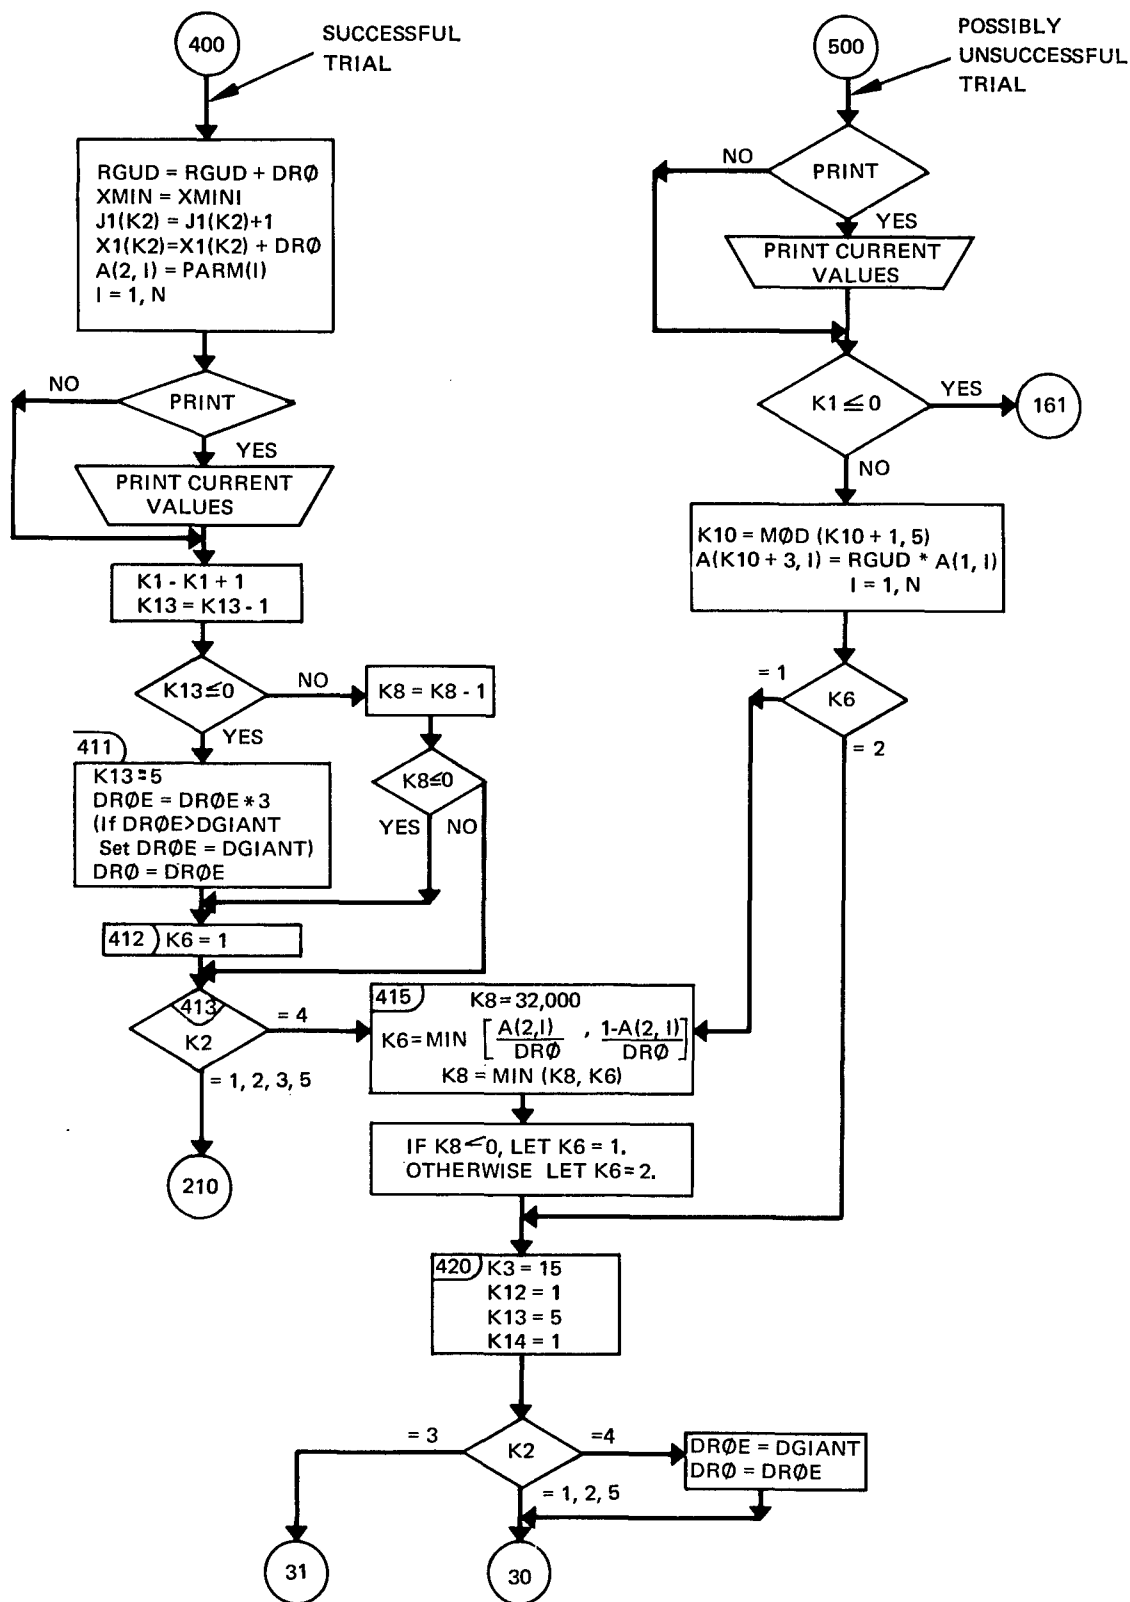 400
SUCCESSFUL
TRIAL
RGUD = RGUD + DRØ
XMIN = XMINI
J1(K2) = J1(K2)+1
X1(K2)=X1(K2) + DRØ
A(2, I) = PARM(I)
I = 1, N
NO
PRINT
YES
PRINT CURRENT
VALUES
K1 - K1 + 1
K13 = K13 - 1
K13≤0
NO
K8 = K8 - 1
YES
411
K13=5
DRØE = DRØE *3
(If DRØE>DGIANT
Set DRØE = DGIANT)
DRØ = DRØE
K8≤0
YES
NO
412
K6 = 1
413
K2
= 4
= 1, 2, 3, 5
210
500
POSSIBLY
UNSUCCESSFUL
TRIAL
NO
PRINT
YES
PRINT CURRENT
VALUES
K1 ≦ 0
YES
161
NO
K10 = MØD (K10 + 1, 5)
A(K10 + 3, I) = RGUD * A(1, I)
I = 1, N
= 1
K6
= 2
415
K8=32,000
K6=MIN [A(2,I)/DRØ , 1-A(2, I)/DRØ]
K8 = MIN (K8, K6)
IF K8≤0, LET K6 = 1.
OTHERWISE LET K6=2.
420
K3 = 15
K12 = 1
K13 = 5
K14 = 1
= 3
K2
=4
DRØE = DGIANT
DRØ = DRØE
= 1, 2, 5
31
30